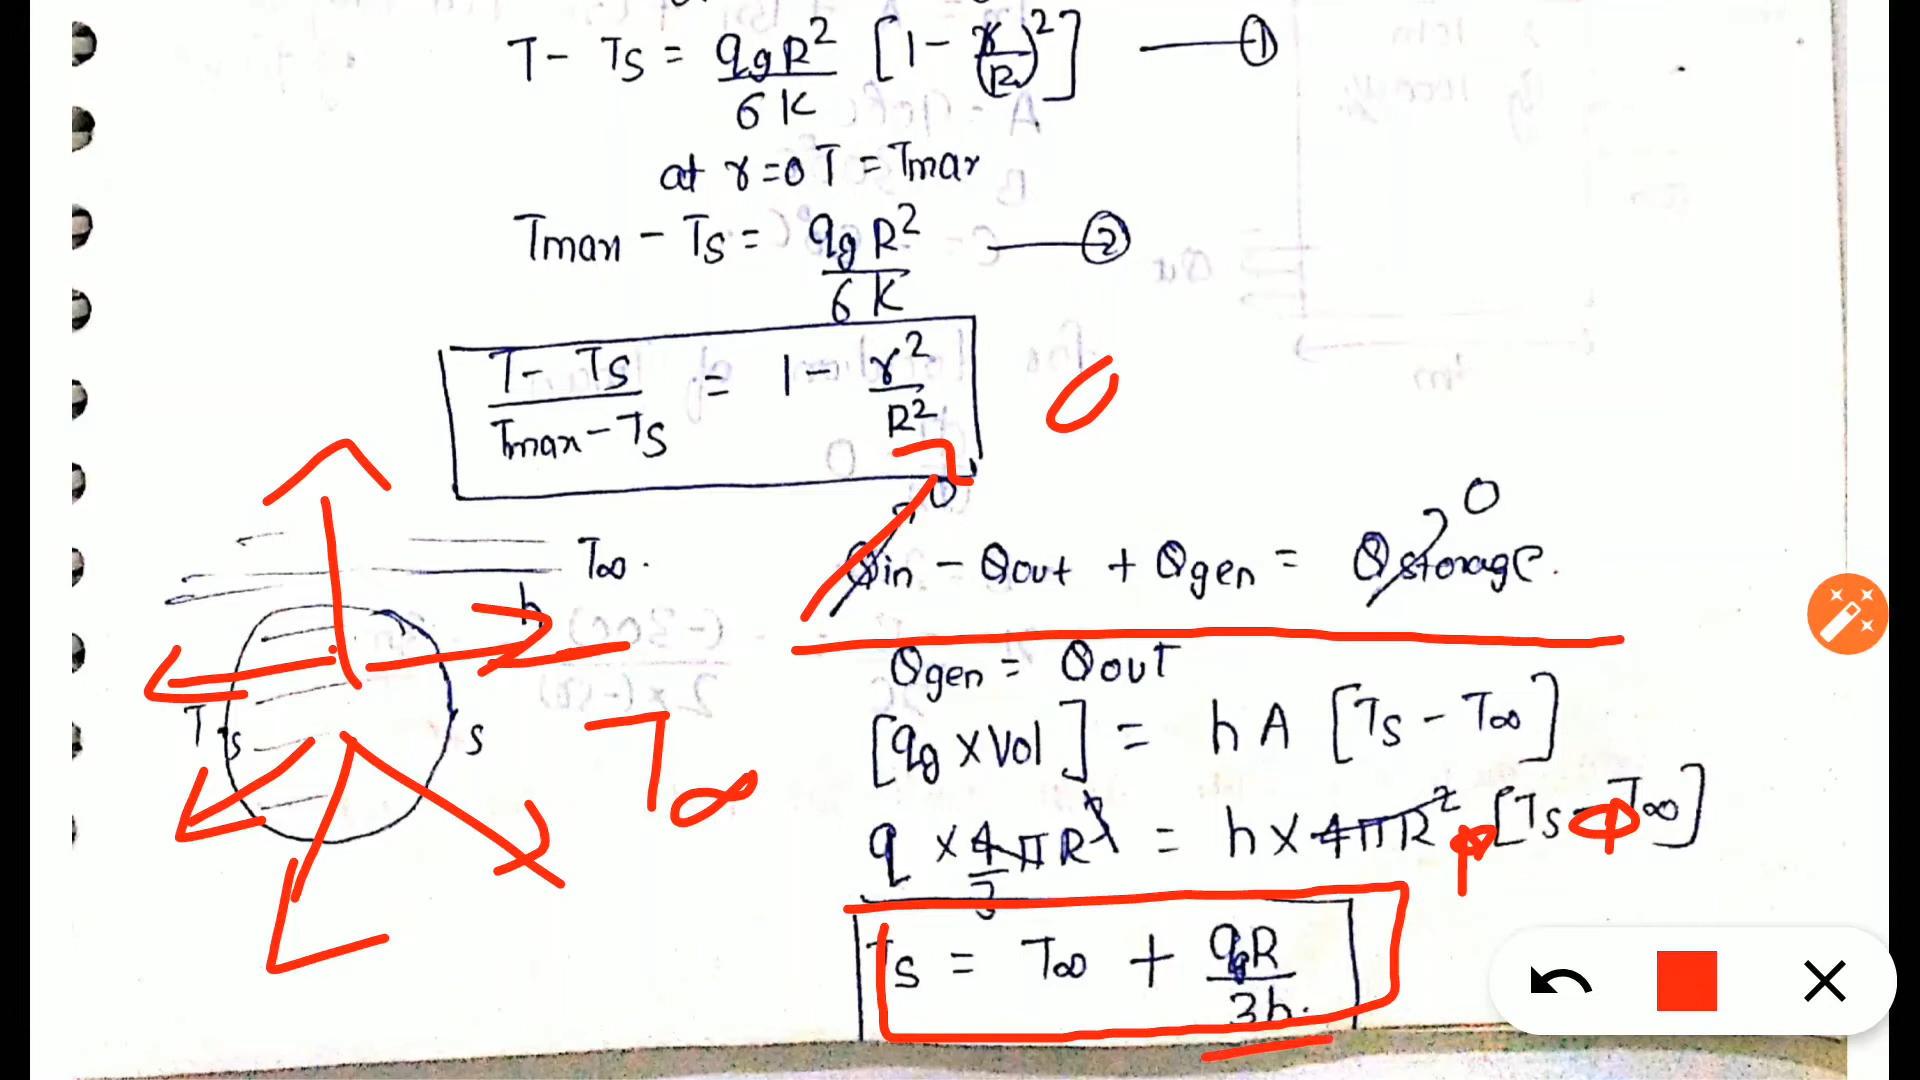 T - Ts = qgR² / 6K [1 - (r/R)²] —— ①
at r=0 T = Tmax
Tmax - Ts = qgR² / 6K —— ②
T - Ts / Tmax - Ts = 1 - r² / R²
0
T∞.
h
Ts
s
T∞
Qin - Qout + Qgen = Qstorage.
0
0
Qgen = Qout
[qg × Vol] = hA [Ts - T∞]
q × 4/3 πR³ = h × 4πR² [Ts - T∞]
Ts = T∞ + qgR / 3h.